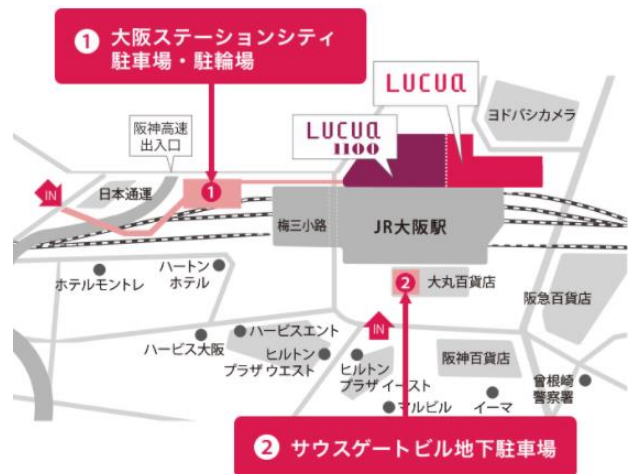 1 大阪ステーションシティ
駐車場・駐輪場
LUCUA
ヨドバシカメラ
阪神高速
出入口
LUCUA
1100
IN
日本通運
1
梅三小路
JR大阪駅
ホテルモントレ
ハートン
ホテル
2
大丸百貨店
阪急百貨店
IN
ハービス大阪
ハービスエント
ヒルトン
プラザ ウエスト
ヒルトン
プラザ イースト
阪神百貨店
マルビル
イーマ
曾根崎
警察署
2 サウスゲートビル地下駐車場